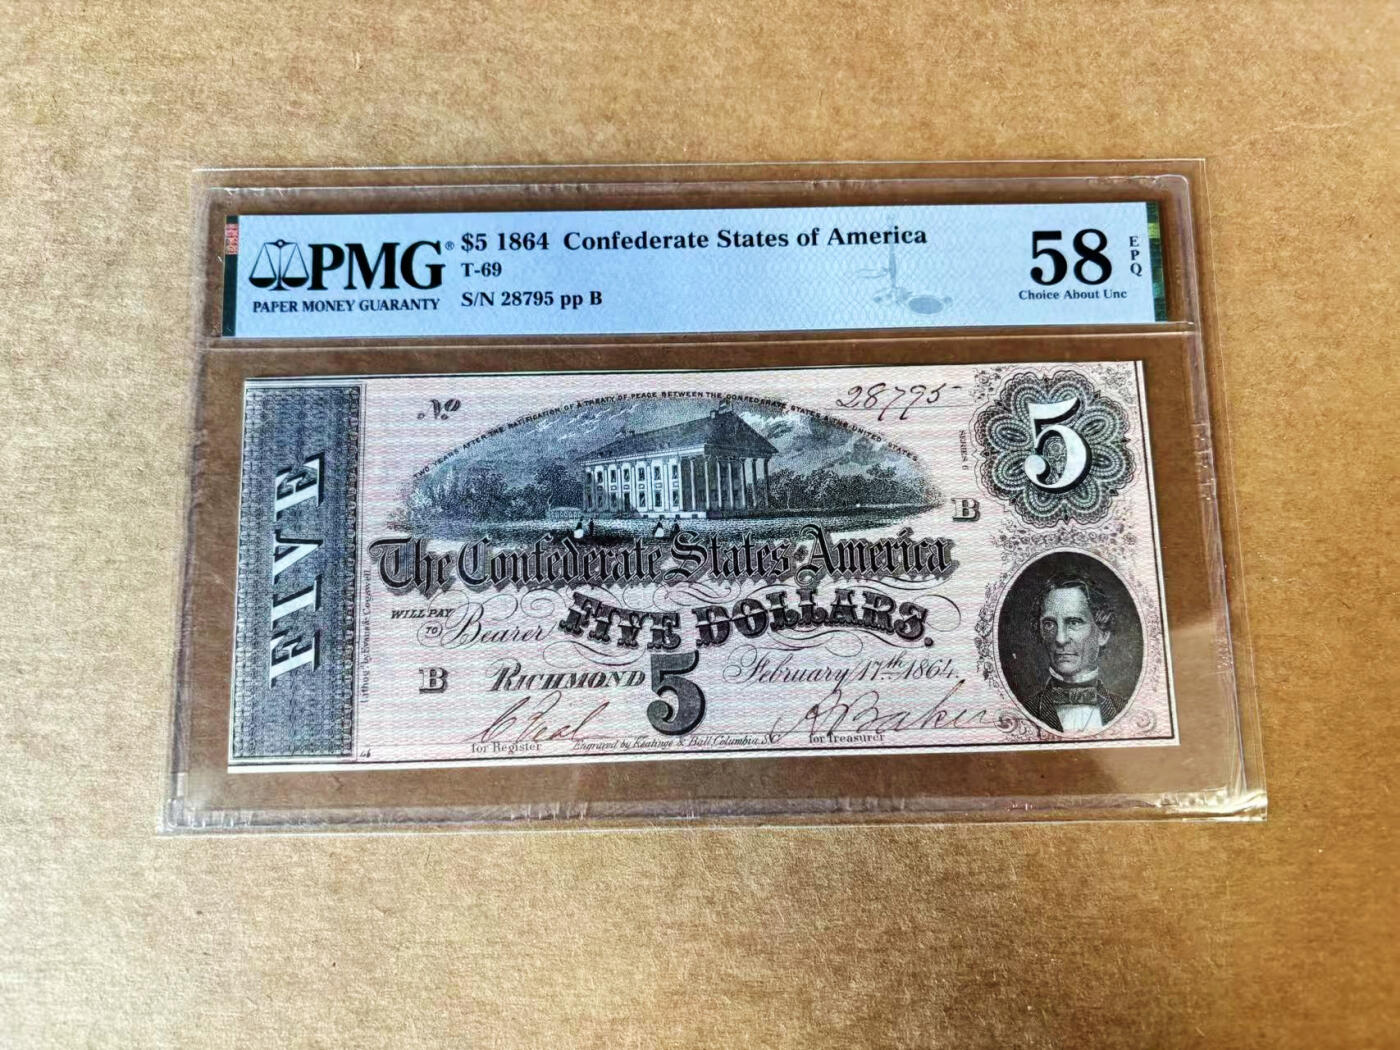 PMG®
PAPER MONEY GUARANTY
$5 1864 Confederate States of America
T-69
S/N 28795 pp B
58
EPQ
Choice About Unc
No
28795
TWO YEARS AFTER THE RATIFICATION OF A TREATY OF PEACE BETWEEN THE CONFEDERATE STATES & THE UNITED STATES
5
FIVE
SERIES 6
B
The Confederate States of America
WILL PAY
TO
Bearer
FIVE DOLLARS.
B
RICHMOND
5
February 17th 1864.
for Register
Engraved by Keatinge & Ball, Columbia, S.C.
for Treasurer